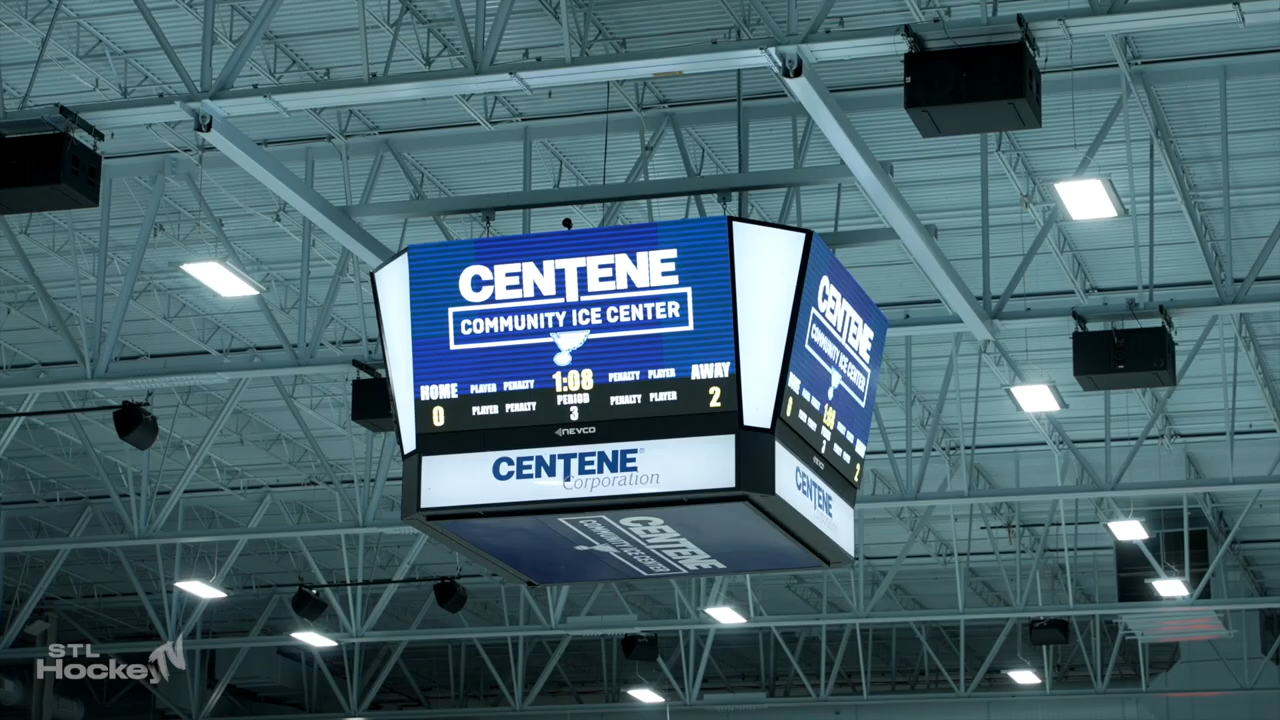 CENTENE
COMMUNITY ICE CENTER
HOME PLAYER PENALTY 1:08 PENALTY PLAYER AWAY
0 PLAYER PENALTY PERIOD 3 PENALTY PLAYER 2
NEVCO
CENTENE®
Corporation
CENTENE
COMMUNITY ICE CENTER
CENTENE
CENTENE
COMMUNITY ICE CENTER
STL
HockeyTV